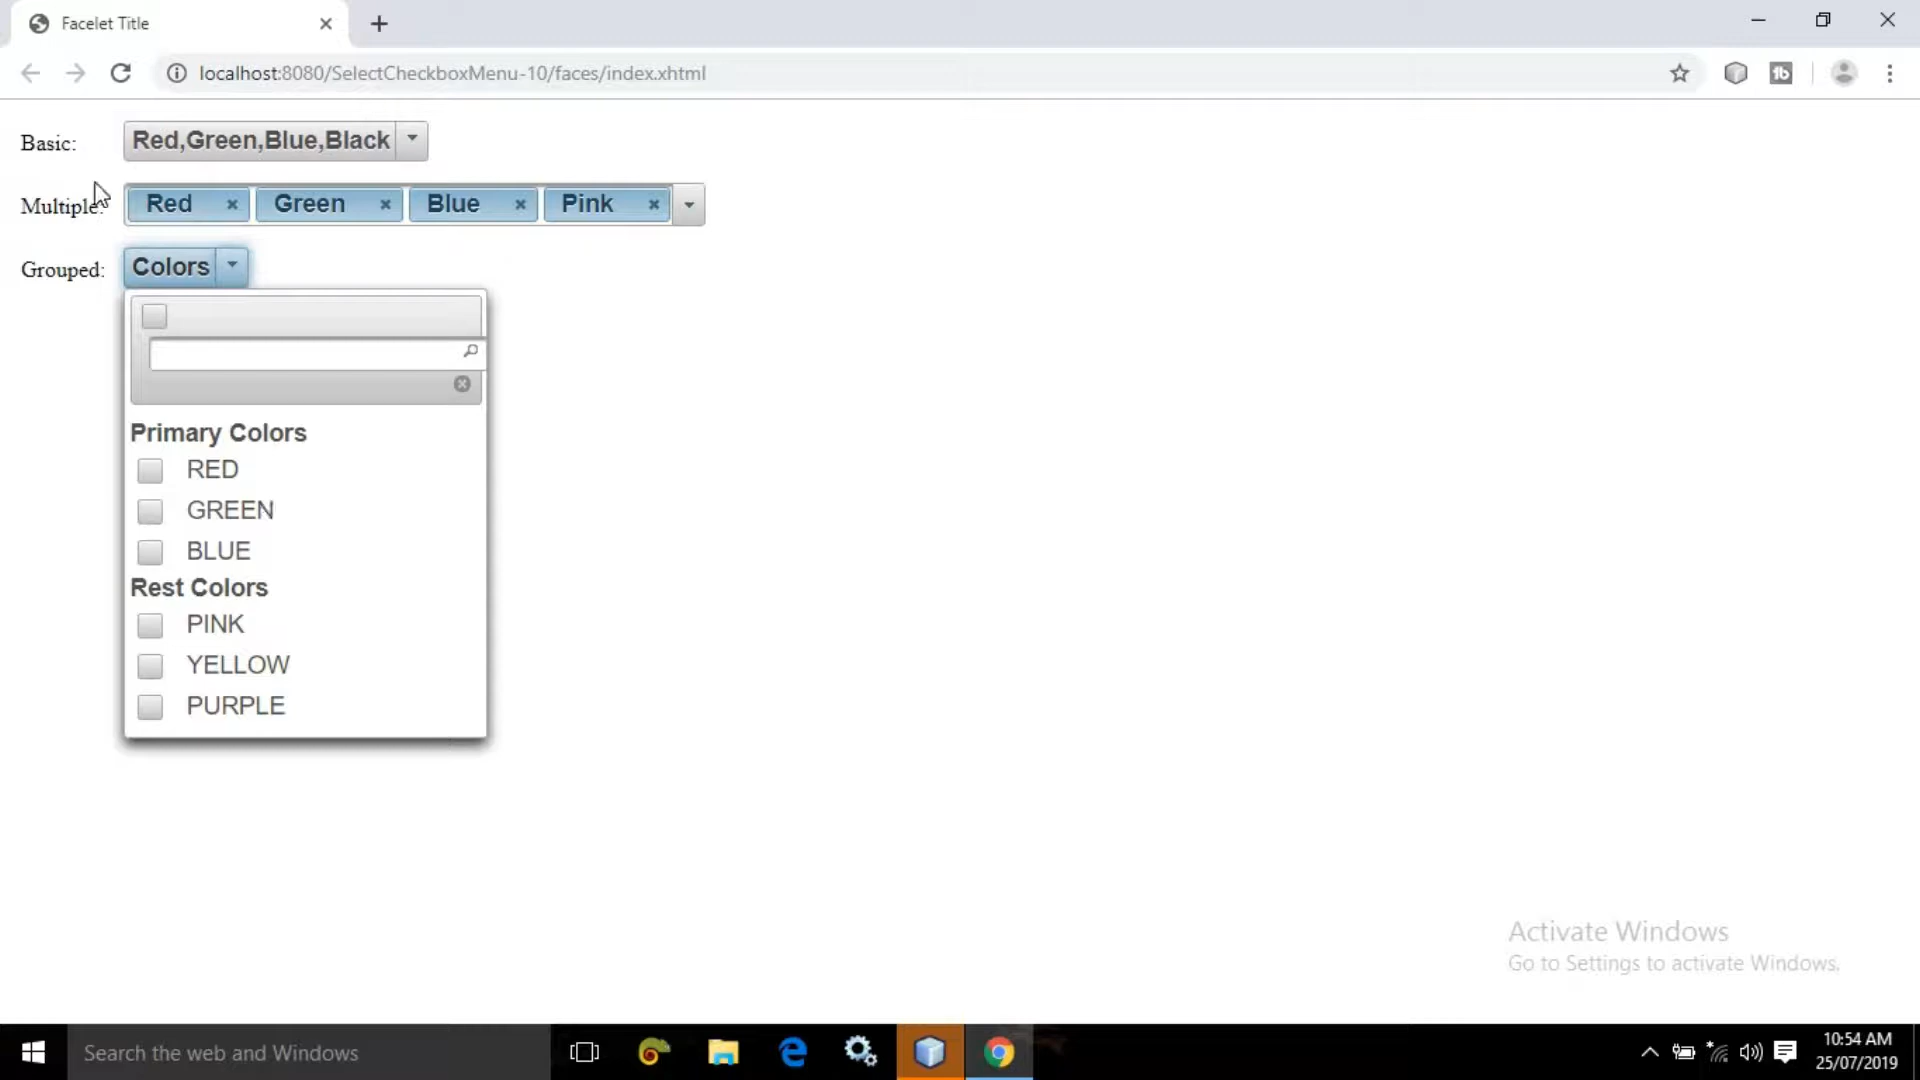 Facelet Title
localhost:8080/SelectCheckboxMenu-10/faces/index.xhtml
Basic: Red,Green,Blue,Black
Multiple: Red Green Blue Pink
Grouped: Colors
Primary Colors
RED
GREEN
BLUE
Rest Colors
PINK
YELLOW
PURPLE
Activate Windows
Go to Settings to activate Windows.
Search the web and Windows
10:54 AM
25/07/2019